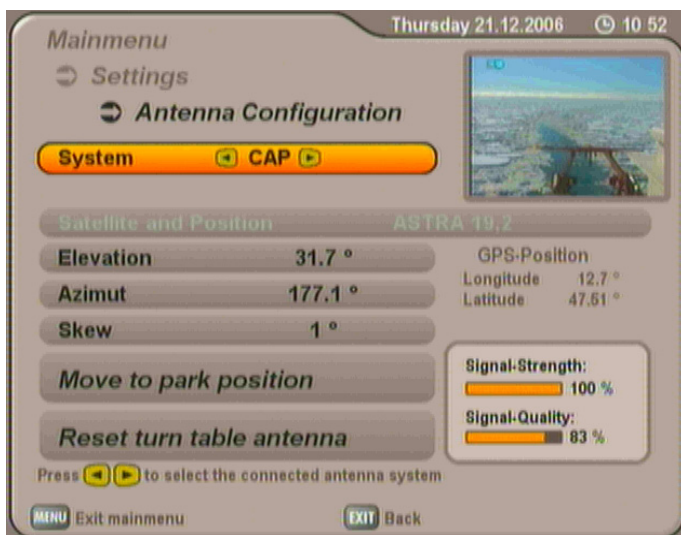 Thursday 21.12.2006 10 52
Mainmenu
Settings
Antenna Configuration
System CAP
Satellite and Position ASTRA 19,2
Elevation 31.7 °
Azimut 177.1 °
Skew 1 °
GPS-Position
Longitude 12.7 °
Latitude 47.51 °
Move to park position
Reset turn table antenna
Signal-Strength:
100 %
Signal-Quality:
83 %
Press to select the connected antenna system
MENU Exit mainmenu
EXIT Back